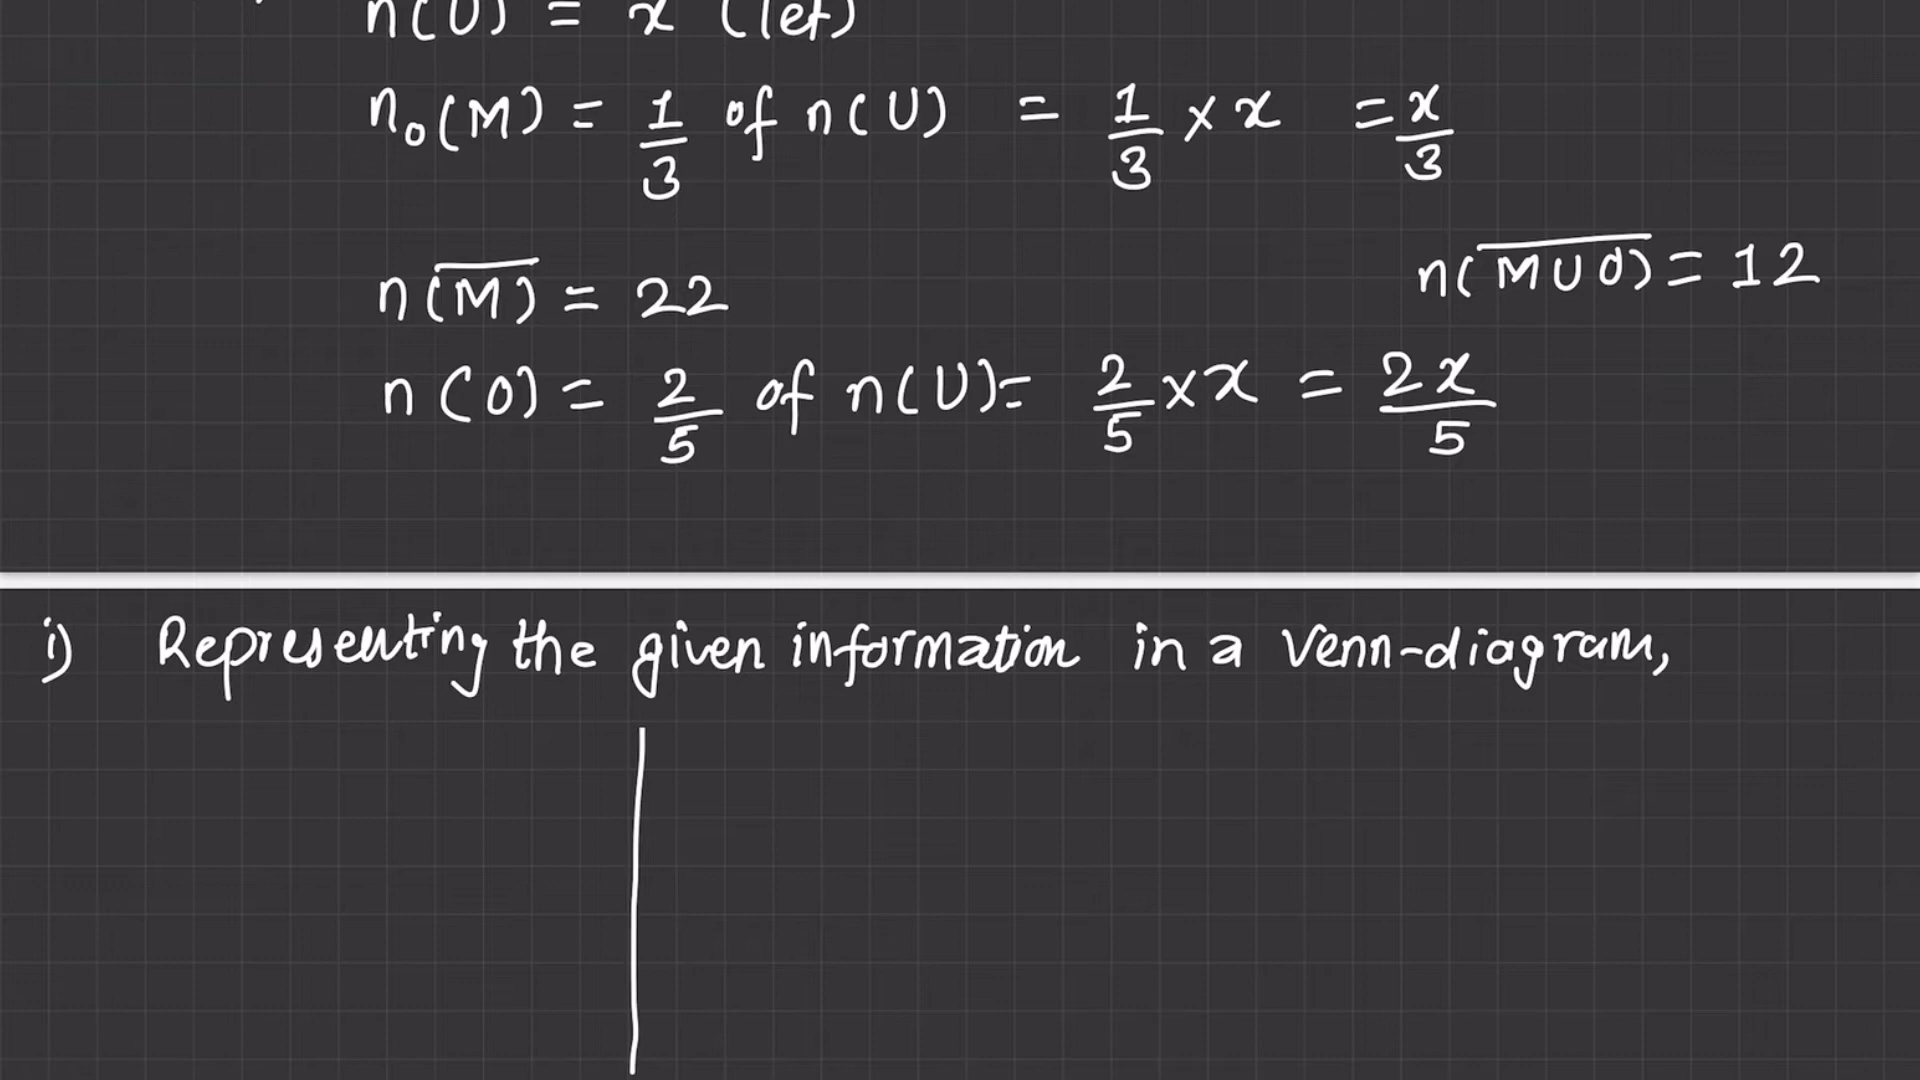 n(U) = x (let)
n₀(M) = 1/3 of n(U) = 1/3 × x = x/3
n(M̅) = 22
n(M̅ ̅U̅ ̅O̅) = 12
n(O) = 2/5 of n(U) = 2/5 × x = 2x/5
i) Representing the given information in a Venn-diagram,